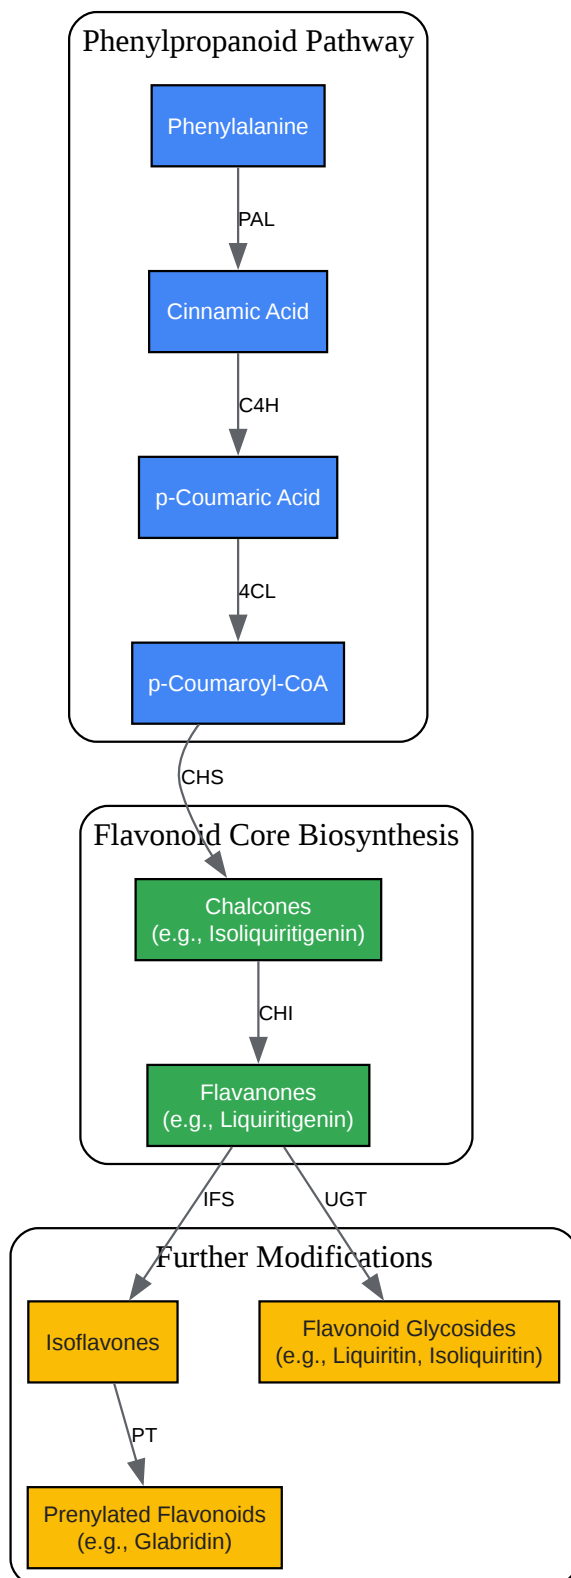 Phenylpropanoid Pathway
Phenylalanine
PAL
Cinnamic Acid
C4H
p-Coumaric Acid
4CL
p-Coumaroyl-CoA
CHS
Flavonoid Core Biosynthesis
Chalcones
(e.g., Isoliquiritigenin)
CHI
Flavanones
(e.g., Liquiritigenin)
IFS
UGT
Further Modifications
Isoflavones
Flavonoid Glycosides
(e.g., Liquiritin, Isoliquiritin)
PT
Prenylated Flavonoids
(e.g., Glabridin)